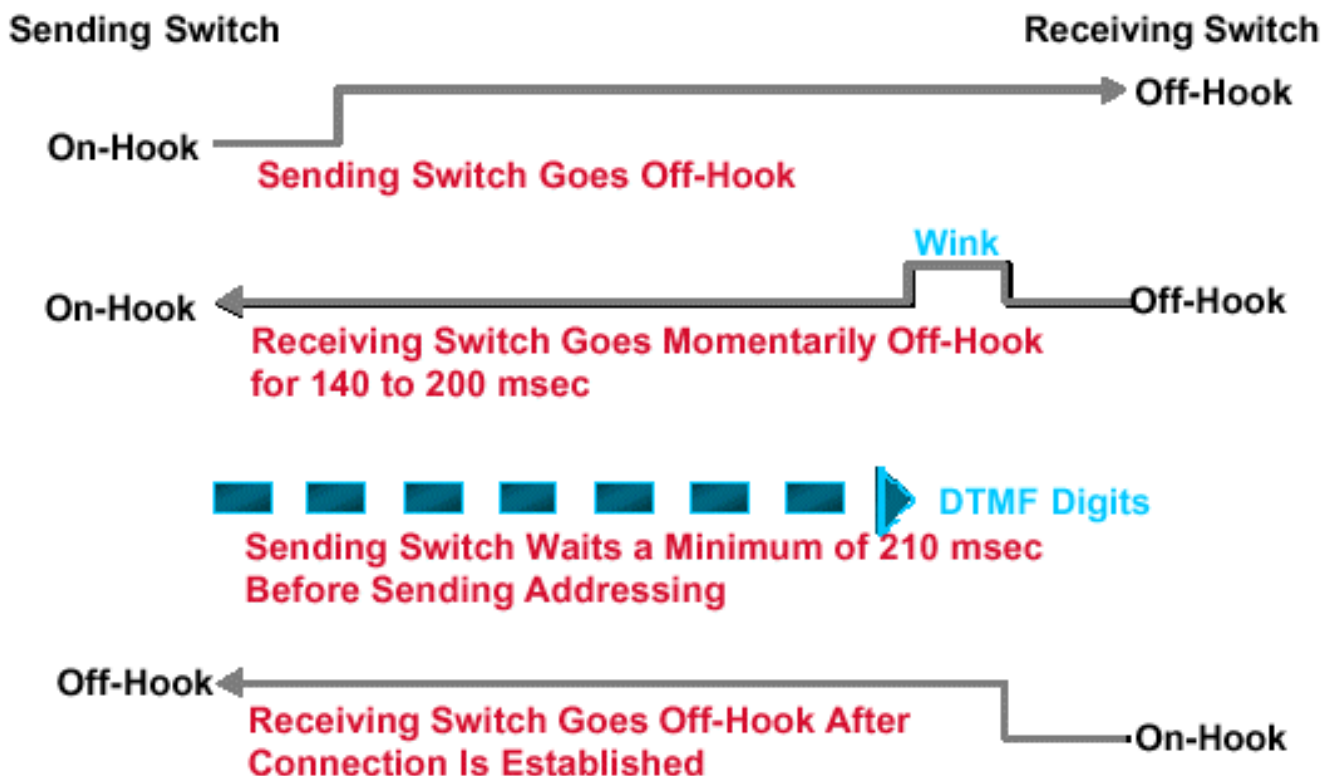 Sending Switch
Receiving Switch
Off-Hook
On-Hook
Sending Switch Goes Off-Hook
Wink
On-Hook
Off-Hook
Receiving Switch Goes Momentarily Off-Hook
for 140 to 200 msec
DTMF Digits
Sending Switch Waits a Minimum of 210 msec
Before Sending Addressing
Off-Hook
Receiving Switch Goes Off-Hook After
Connection Is Established
On-Hook